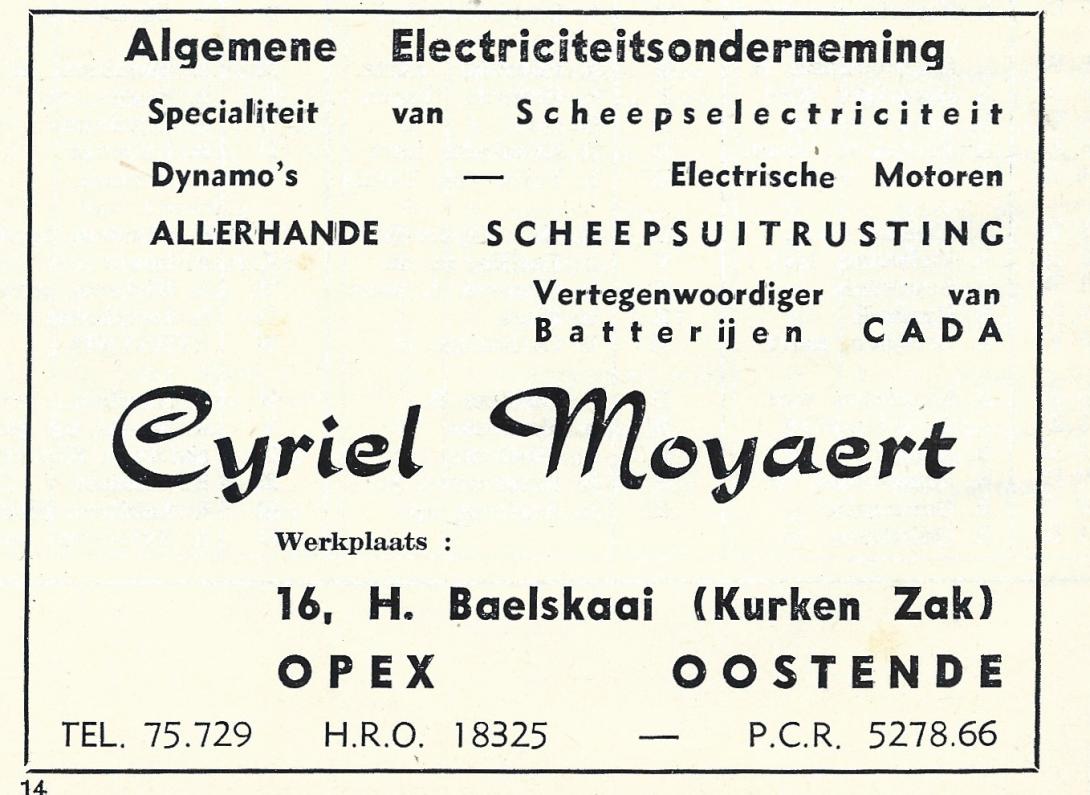 Algemene Electriciteitsonderneming
Specialiteit van Scheepselectriciteit
Dynamo's — Electrische Motoren
ALLERHANDE SCHEEPSUITRUSTING
Vertegenwoordiger van
Batterijen CADA
Cyriel Moyaert
Werkplaats :
16, H. Baelskaai (Kurken Zak)
OPEX OOSTENDE
TEL. 75.729 H.R.O. 18325 — P.C.R. 5278.66
14